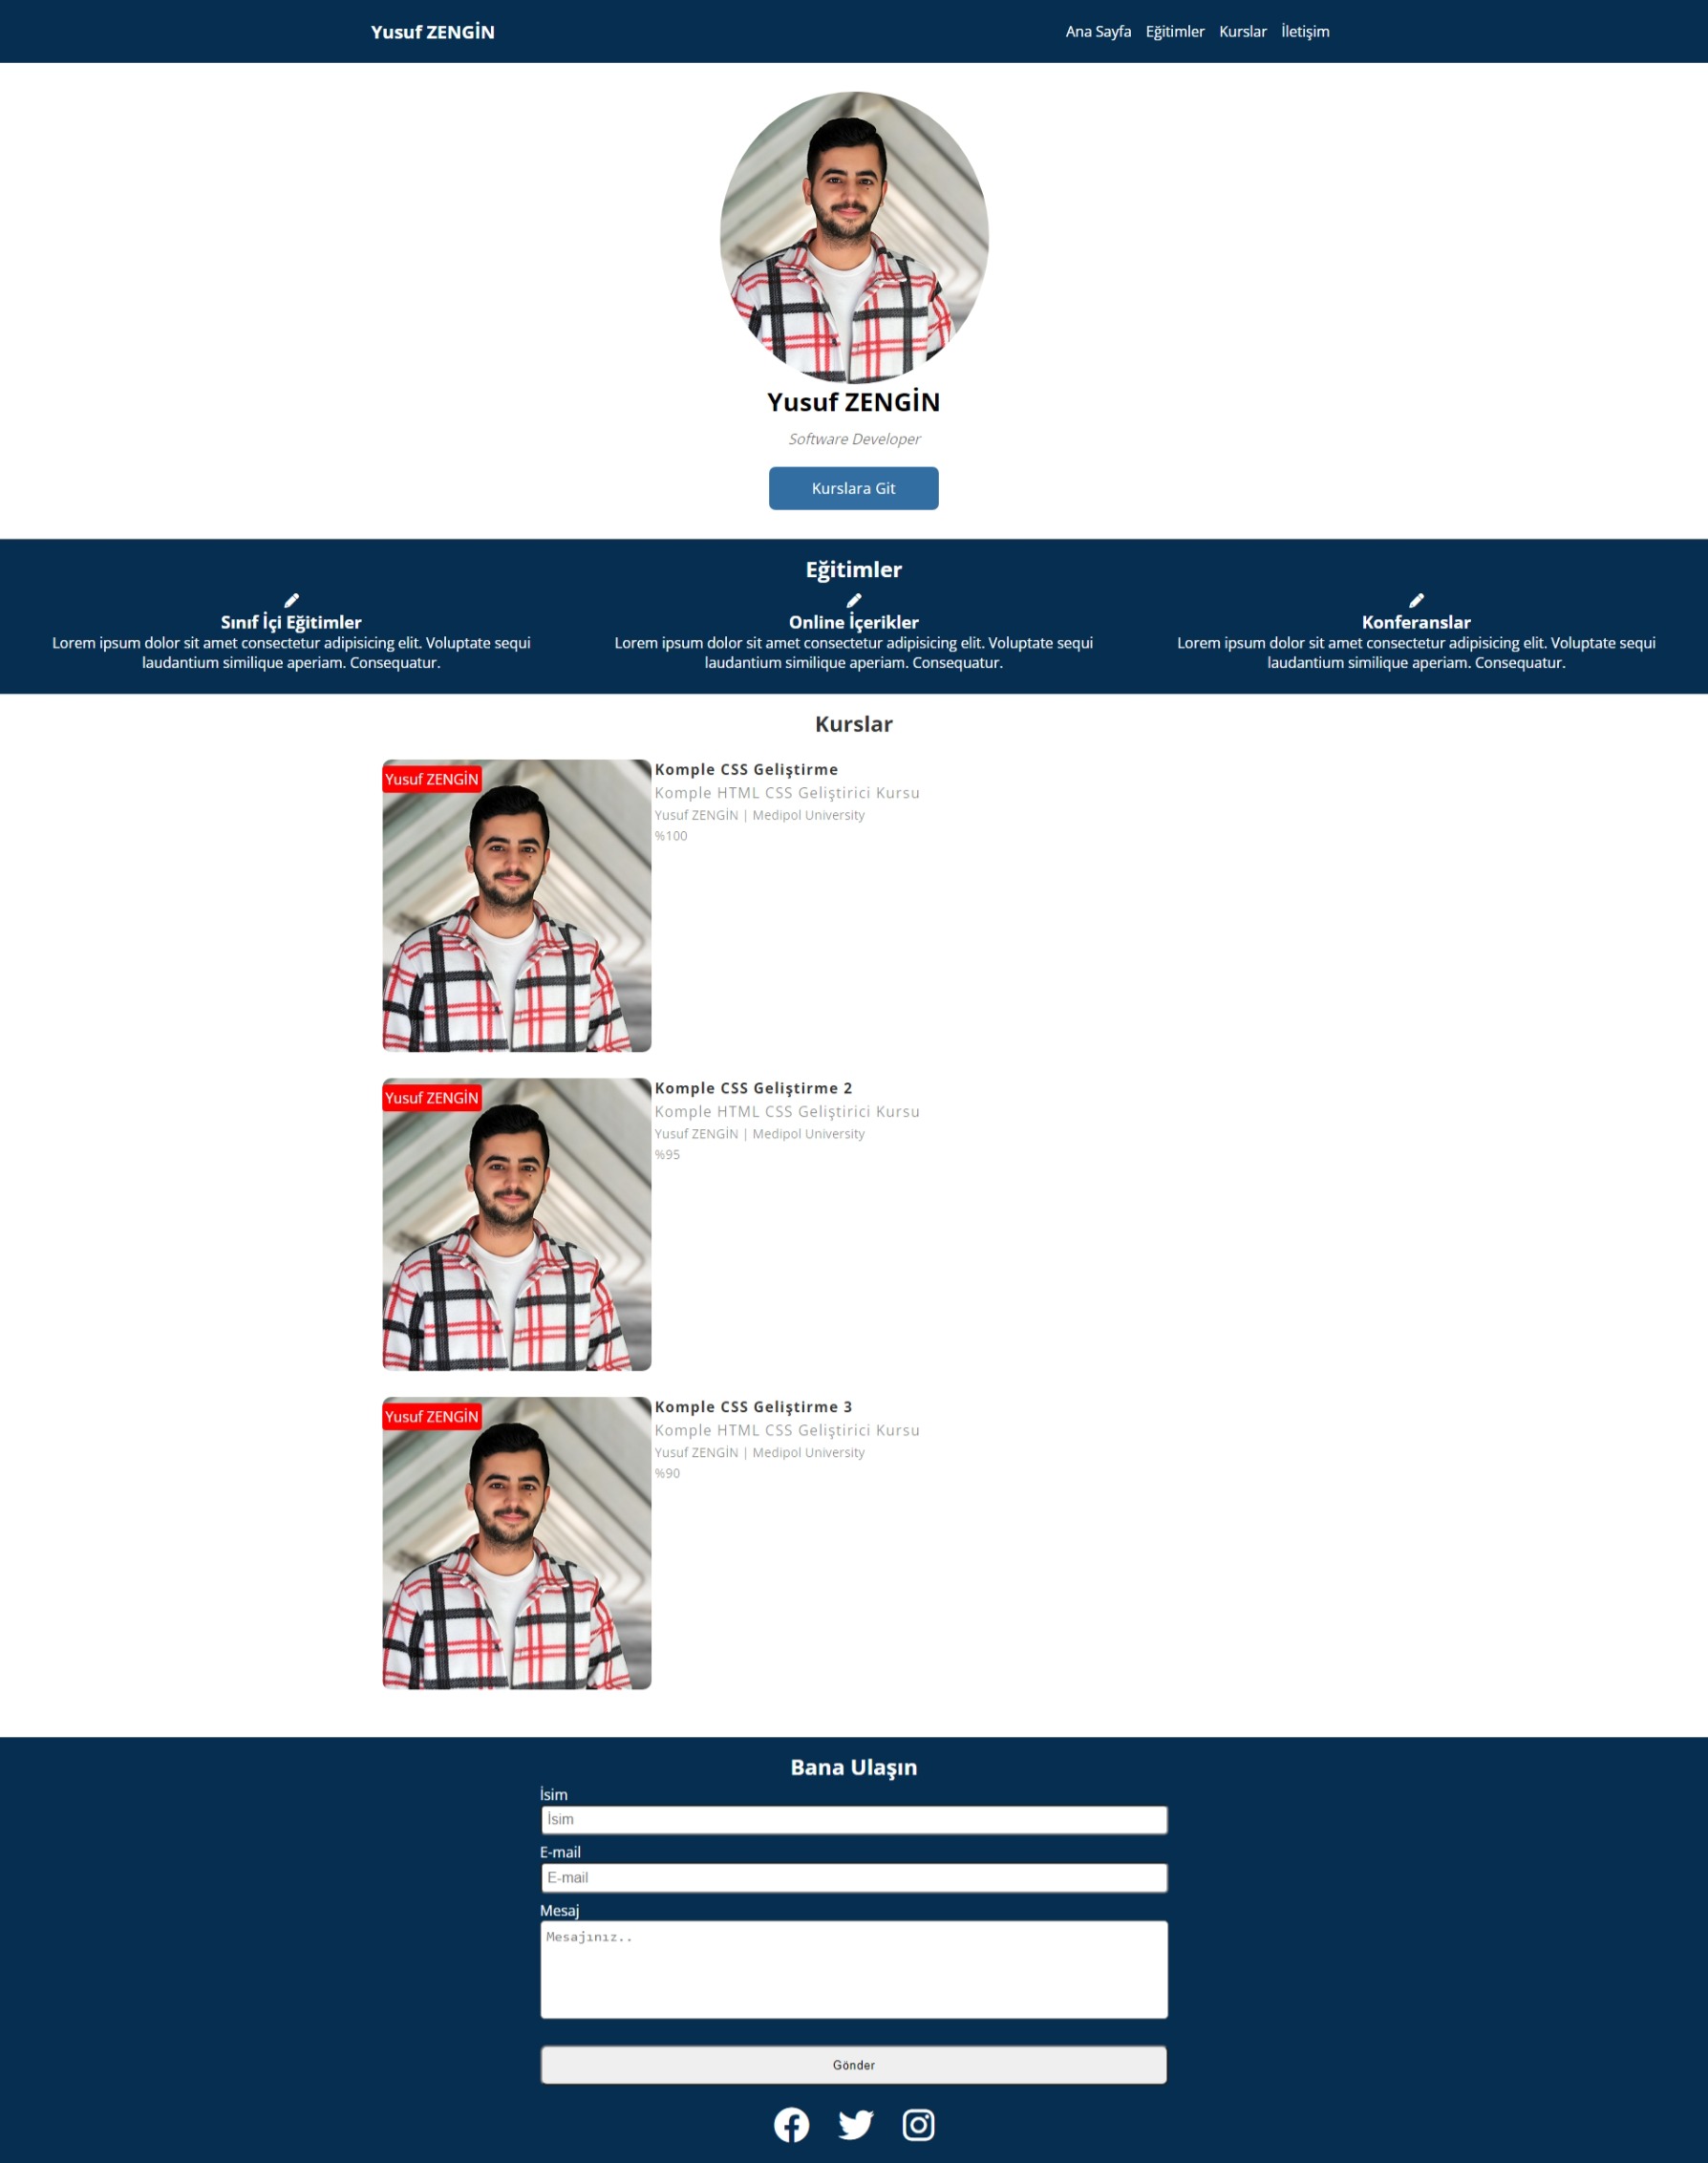 Yusuf ZENGİN
Ana Sayfa Eğitimler Kurslar İletişim
Yusuf ZENGİN
Software Developer
Kurslara Git
Eğitimler
Sınıf İçi Eğitimler
Lorem ipsum dolor sit amet consectetur adipisicing elit. Voluptate sequi
laudantium similique aperiam. Consequatur.
Online İçerikler
Lorem ipsum dolor sit amet consectetur adipisicing elit. Voluptate sequi
laudantium similique aperiam. Consequatur.
Konferanslar
Lorem ipsum dolor sit amet consectetur adipisicing elit. Voluptate sequi
laudantium similique aperiam. Consequatur.
Kurslar
Yusuf ZENGİN
Komple CSS Geliştirme
Komple HTML CSS Geliştirici Kursu
Yusuf ZENGİN | Medipol University
%100
Yusuf ZENGİN
Komple CSS Geliştirme 2
Komple HTML CSS Geliştirici Kursu
Yusuf ZENGİN | Medipol University
%95
Yusuf ZENGİN
Komple CSS Geliştirme 3
Komple HTML CSS Geliştirici Kursu
Yusuf ZENGİN | Medipol University
%90
Bana Ulaşın
İsim
İsim
E-mail
E-mail
Mesaj
Mesajınız..
Gönder